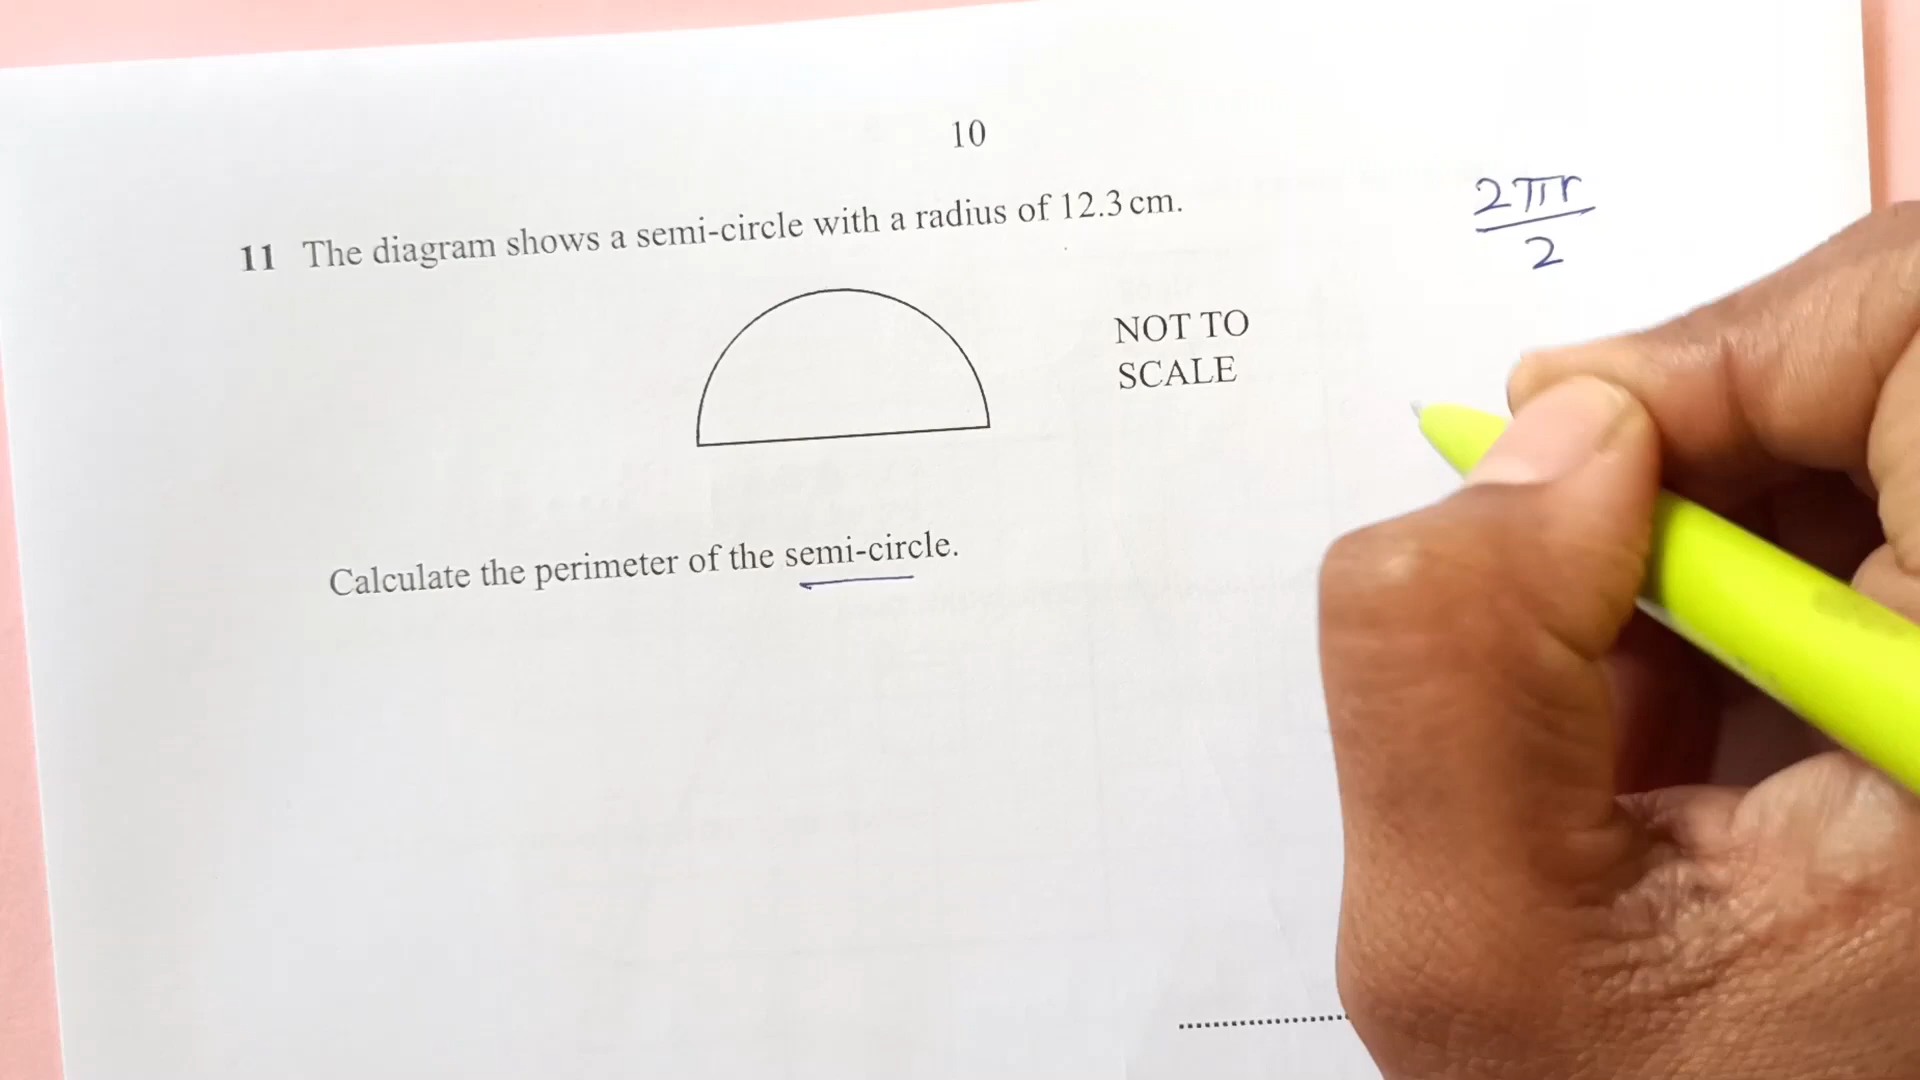 10
11 The diagram shows a semi-circle with a radius of 12.3 cm.
2πr
2
NOT TO
SCALE
Calculate the perimeter of the semi-circle.